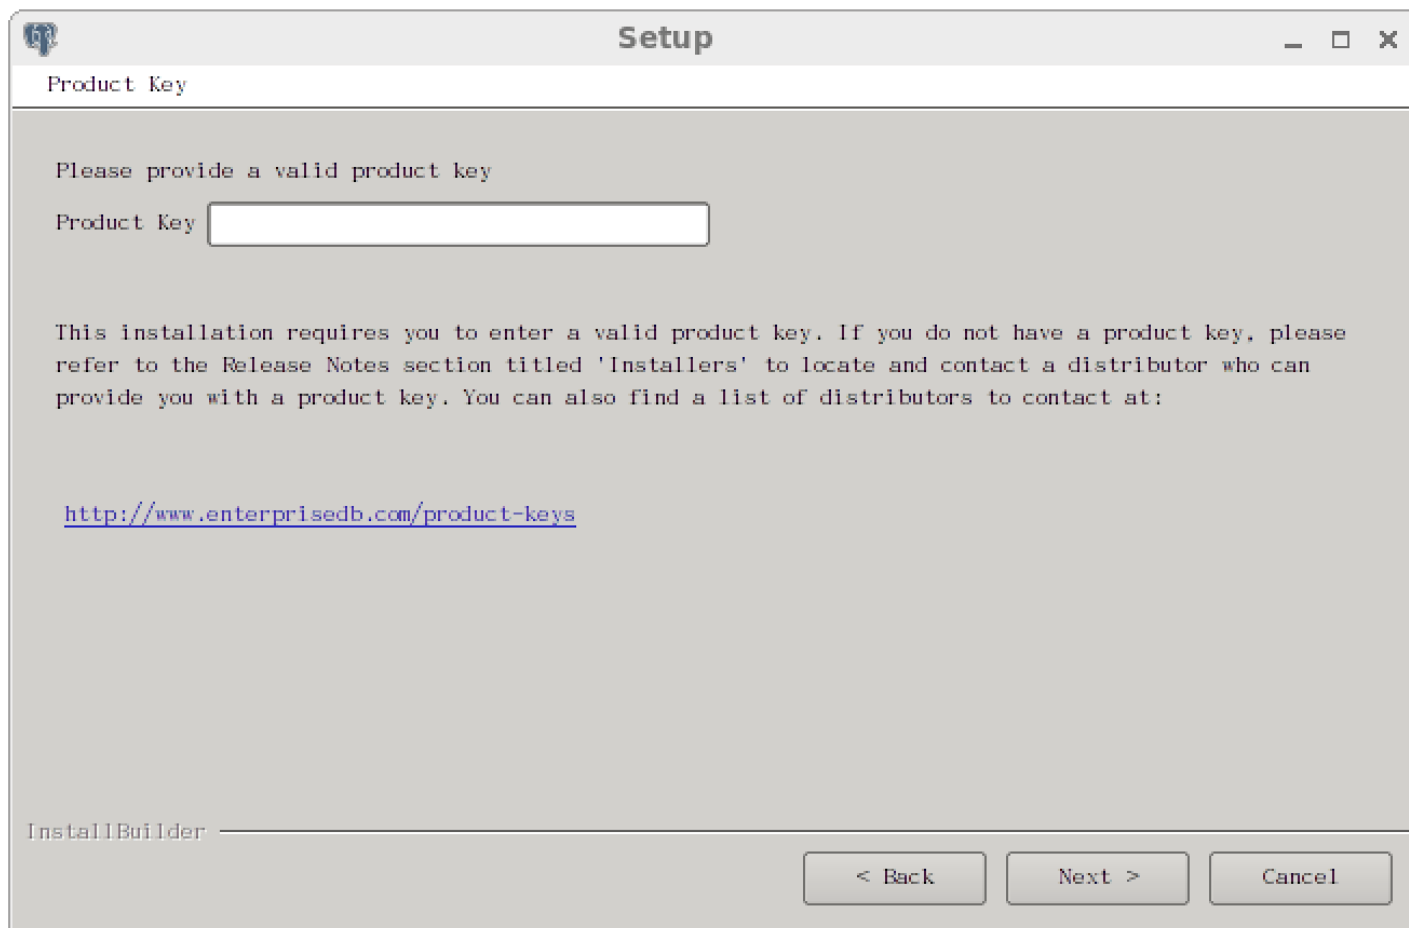 Setup
Product Key
Please provide a valid product key
Product Key
This installation requires you to enter a valid product key. If you do not have a product key, please
refer to the Release Notes section titled 'Installers' to locate and contact a distributor who can
provide you with a product key. You can also find a list of distributors to contact at:
http://www.enterprisedb.com/product-keys
InstallBuilder
< Back
Next >
Cancel